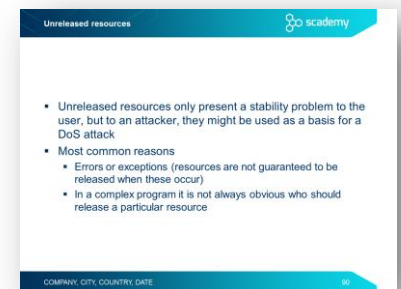 Unreleased resources
scademy
Unreleased resources only present a stability problem to the
user, but to an attacker, they might be used as a basis for a
DoS attack
Most common reasons
Errors or exceptions (resources are not guaranteed to be
released when these occur)
In a complex program it is not always obvious who should
release a particular resource
COMPANY, CITY, COUNTRY, DATE
90